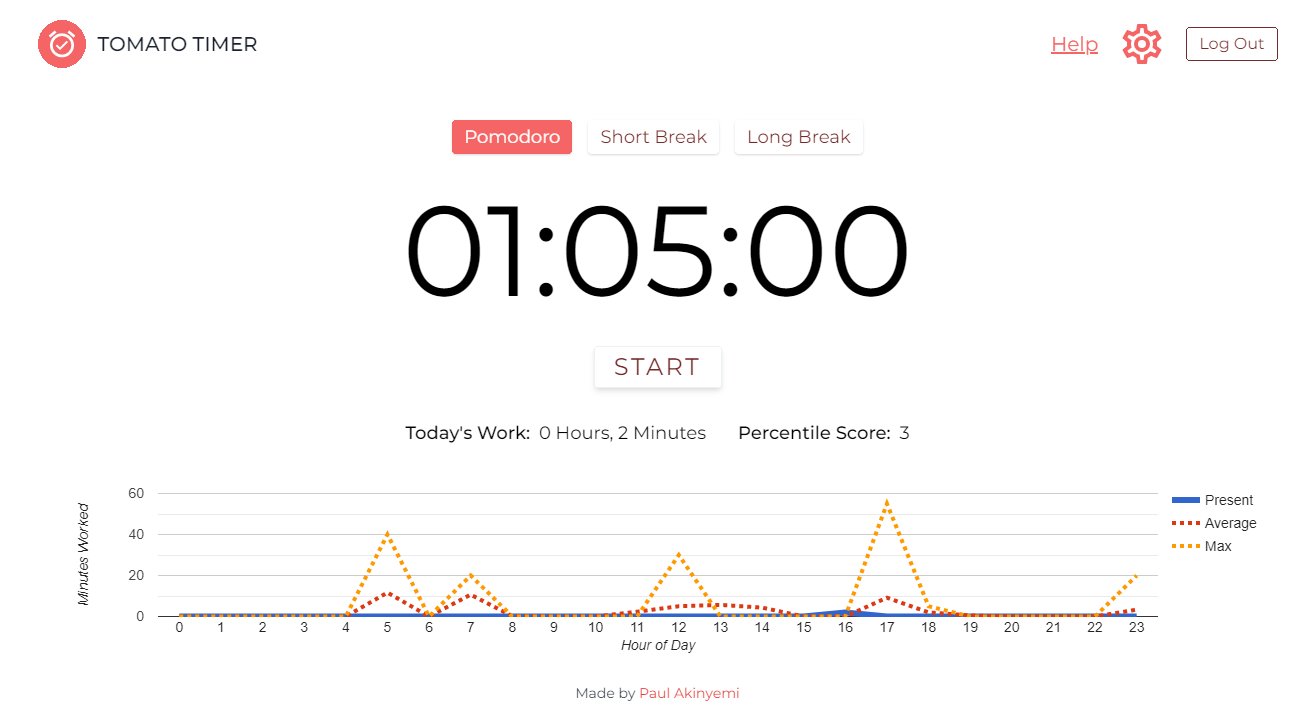 TOMATO TIMER
Help
Log Out
Pomodoro Short Break Long Break
01:05:00
START
Today's Work: 0 Hours, 2 Minutes Percentile Score: 3
Minutes Worked
60
40
20
0
0 1 2 3 4 5 6 7 8 9 10 11 12 13 14 15 16 17 18 19 20 21 22 23
Hour of Day
Present
Average
Max
Made by Paul Akinyemi